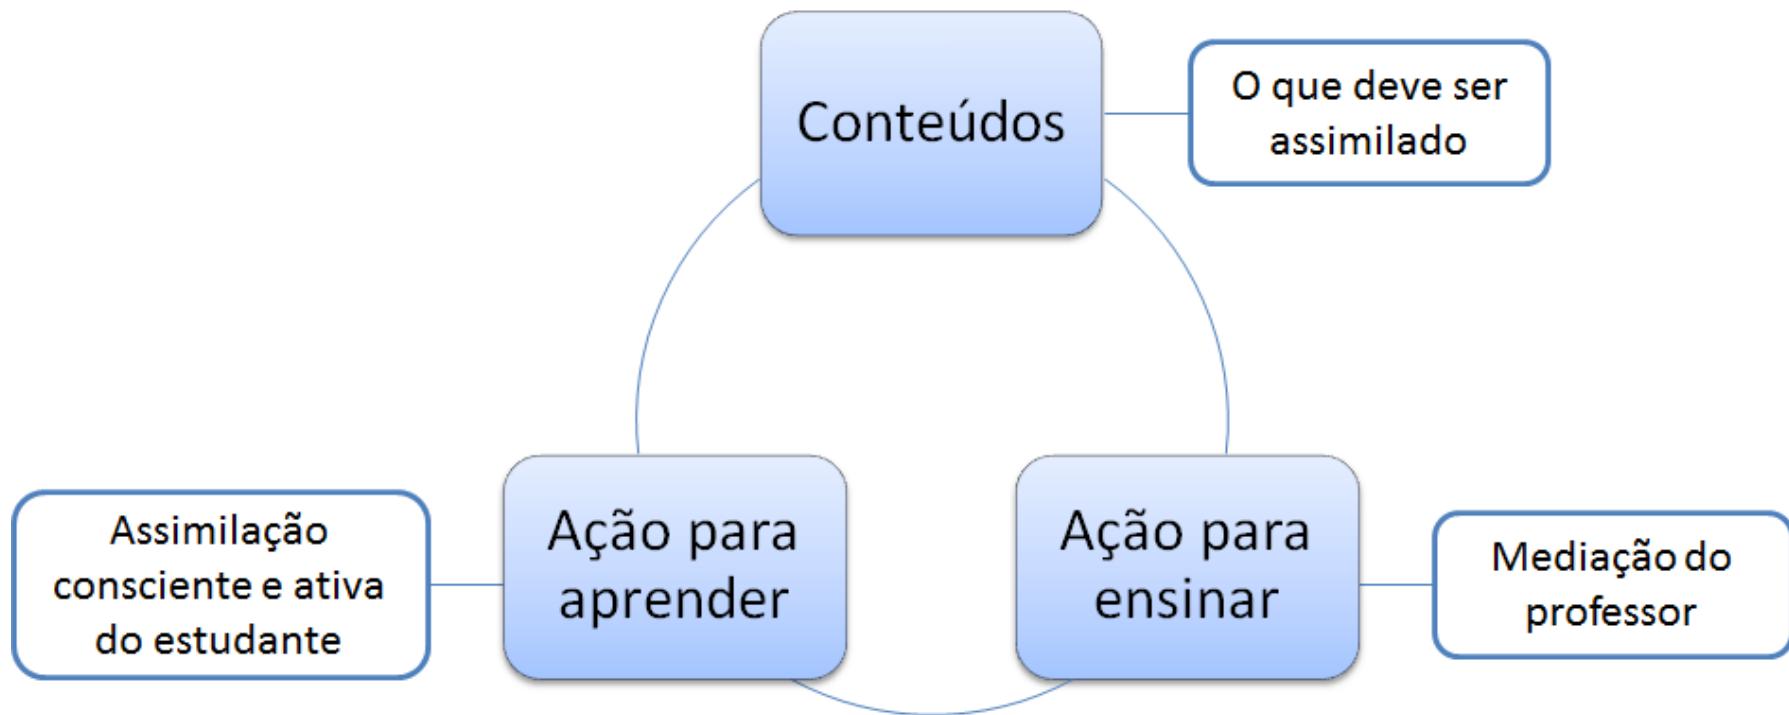 Conteúdos
O que deve ser
assimilado
Ação para
aprender
Assimilação
consciente e ativa
do estudante
Ação para
ensinar
Mediação do
professor